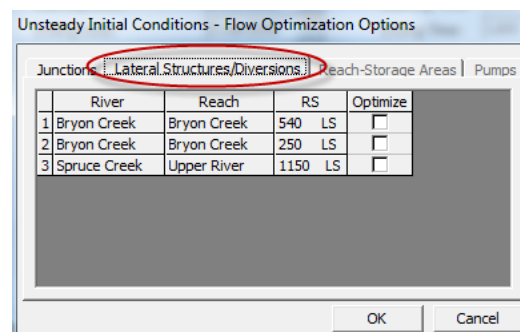 Unsteady Initial Conditions - Flow Optimization Options
Junctions Lateral Structures/Diversions Reach-Storage Areas Pumps
River Reach RS Optimize
1 Bryon Creek Bryon Creek 540 LS
2 Bryon Creek Bryon Creek 250 LS
3 Spruce Creek Upper River 1150 LS
OK Cancel